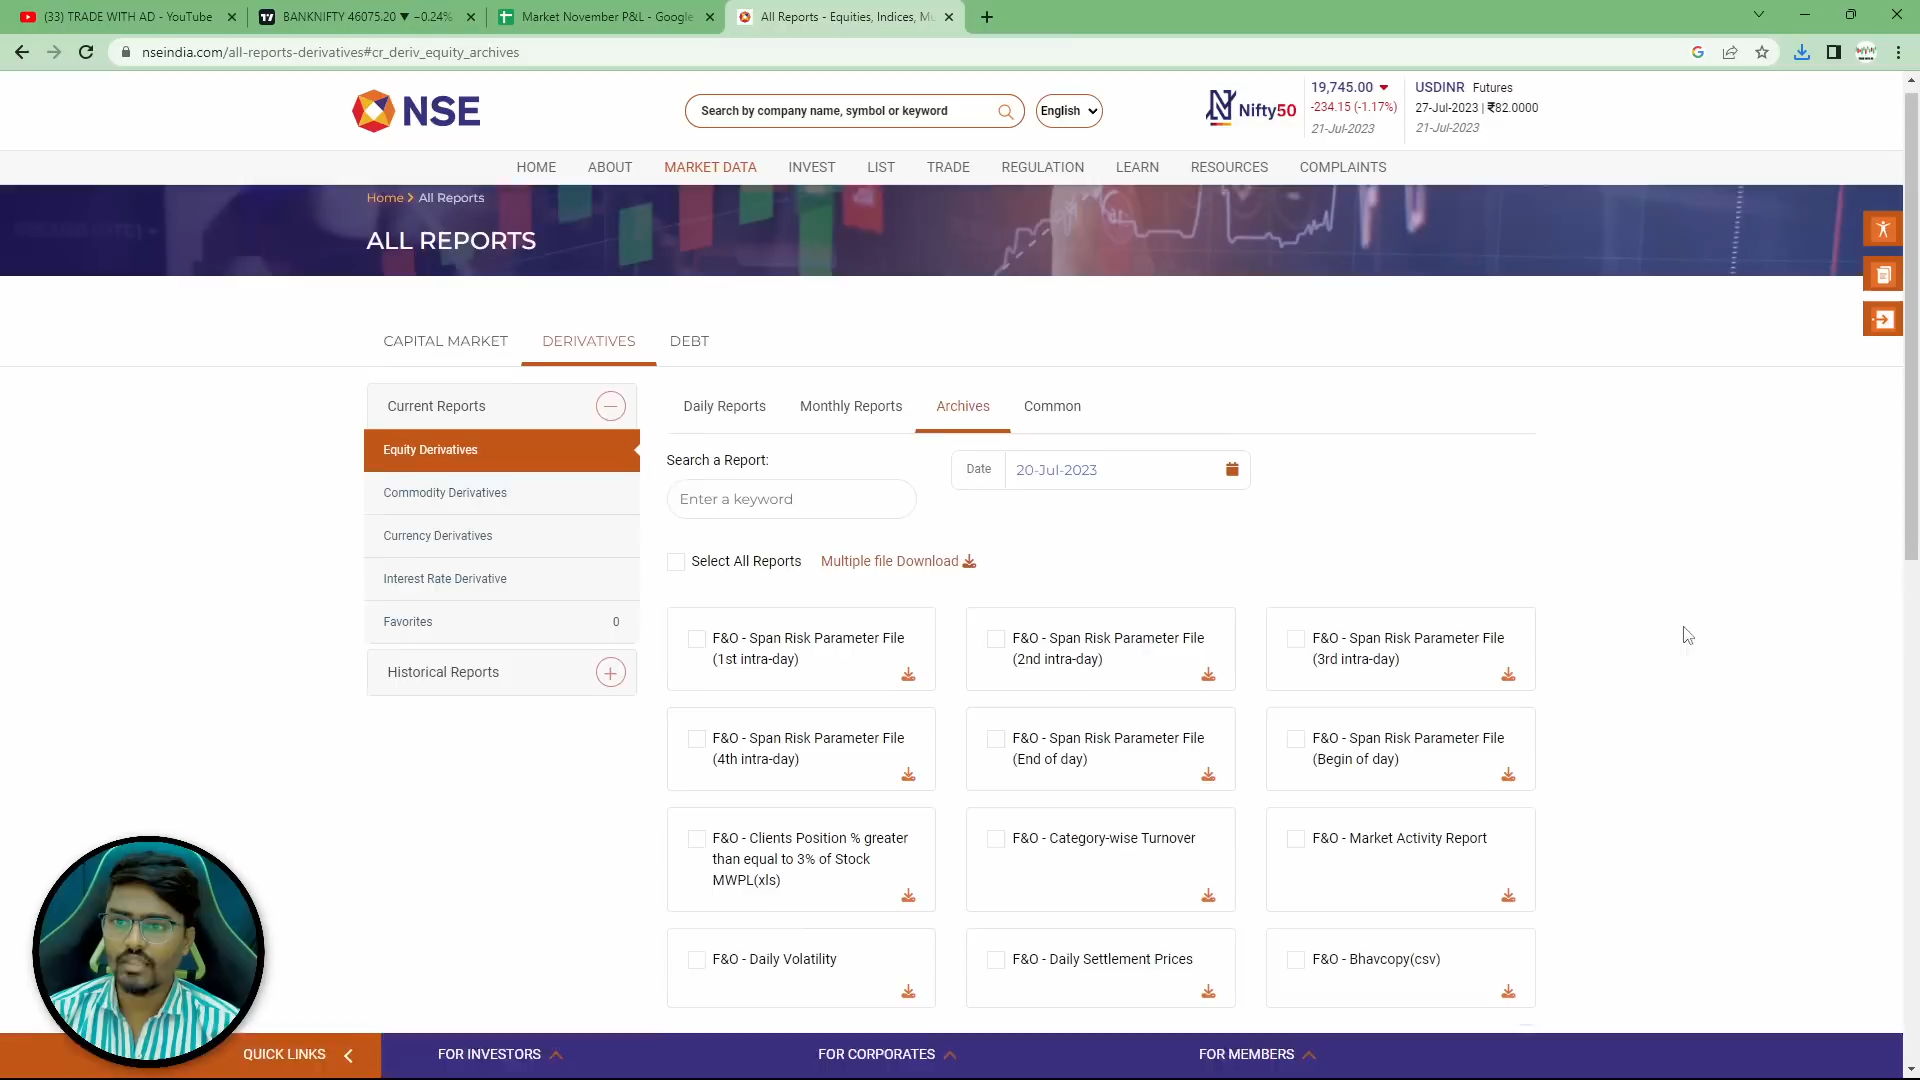 (33) TRADE WITH AD - YouTube
BANKNIFTY 46075.20 ▼ −0.24%
Market November P&L - Google
All Reports - Equities, Indices, Mu
nseindia.com/all-reports-derivatives#cr_deriv_equity_archives
NSE
Search by company name, symbol or keyword
English
Nifty50
19,745.00
-234.15 (-1.17%)
21-Jul-2023
USDINR Futures
27-Jul-2023 | ₹82.0000
21-Jul-2023
HOME ABOUT MARKET DATA INVEST LIST TRADE REGULATION LEARN RESOURCES COMPLAINTS
Home > All Reports
ALL REPORTS
CAPITAL MARKET DERIVATIVES DEBT
Current Reports
Equity Derivatives
Commodity Derivatives
Currency Derivatives
Interest Rate Derivative
Favorites 0
Historical Reports
Daily Reports Monthly Reports Archives Common
Search a Report:
Enter a keyword
Date 20-Jul-2023
Select All Reports Multiple file Download
F&O - Span Risk Parameter File
(1st intra-day)
F&O - Span Risk Parameter File
(2nd intra-day)
F&O - Span Risk Parameter File
(3rd intra-day)
F&O - Span Risk Parameter File
(4th intra-day)
F&O - Span Risk Parameter File
(End of day)
F&O - Span Risk Parameter File
(Begin of day)
F&O - Clients Position % greater
than equal to 3% of Stock
MWPL(xls)
F&O - Category-wise Turnover
F&O - Market Activity Report
F&O - Daily Volatility
F&O - Daily Settlement Prices
F&O - Bhavcopy(csv)
QUICK LINKS
FOR INVESTORS
FOR CORPORATES
FOR MEMBERS